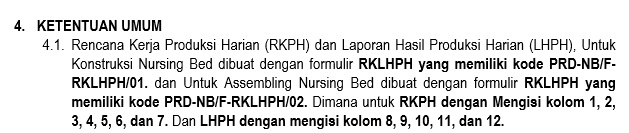 4. KETENTUAN UMUM
4.1. Rencana Kerja Produksi Harian (RKPH) dan Laporan Hasil Produksi Harian (LHPH), Untuk
Konstruksi Nursing Bed dibuat dengan formulir RKLHPH yang memiliki kode PRD-NB/F-
RKLHPH/01. dan Untuk Assembling Nursing Bed dibuat dengan formulir RKLHPH yang
memiliki kode PRD-NB/F-RKLHPH/02. Dimana untuk RKPH dengan Mengisi kolom 1, 2,
3, 4, 5, 6, dan 7. Dan LHPH dengan mengisi kolom 8, 9, 10, 11, dan 12.